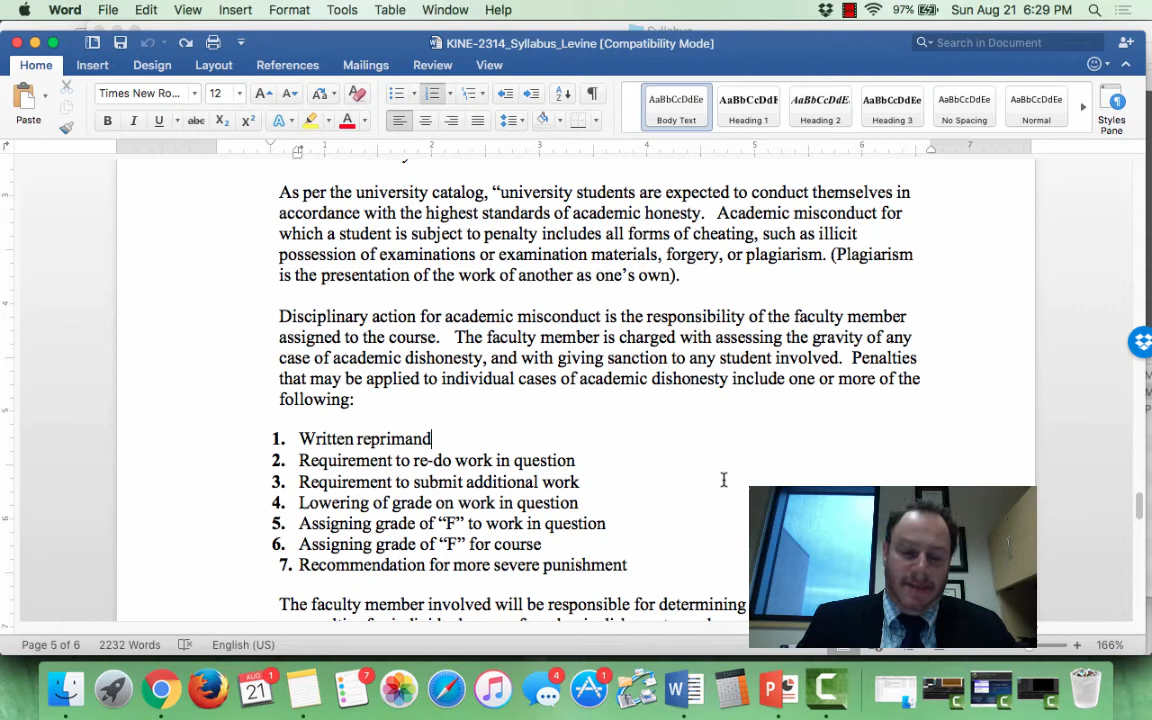 Word File Edit View Insert Format Tools Table Window Help 97% Sun Aug 21 6:29 PM
KINE-2314_Syllabus_Levine [Compatibility Mode]
Search in Document
Home Insert Design Layout References Mailings Review View
Paste
Times New Ro... 12
AaBbCcDdE AaBbCcDdI AaBbCcDdEe AaBbCcDdE AaBbCcDdE AaBbCcDdEe
Body Text Heading 1 Heading 2 Heading 3 No Spacing Normal
Styles Pane
1 2 3 4 5 6 7
As per the university catalog, “university students are expected to conduct themselves in
accordance with the highest standards of academic honesty. Academic misconduct for
which a student is subject to penalty includes all forms of cheating, such as illicit
possession of examinations or examination materials, forgery, or plagiarism. (Plagiarism
is the presentation of the work of another as one’s own).
Disciplinary action for academic misconduct is the responsibility of the faculty member
assigned to the course. The faculty member is charged with assessing the gravity of any
case of academic dishonesty, and with giving sanction to any student involved. Penalties
that may be applied to individual cases of academic dishonesty include one or more of the
following:
1. Written reprimand
2. Requirement to re-do work in question
3. Requirement to submit additional work
4. Lowering of grade on work in question
5. Assigning grade of “F” to work in question
6. Assigning grade of “F” for course
7. Recommendation for more severe punishment
The faculty member involved will be responsible for determining
Page 5 of 6 2232 Words English (US) 166%